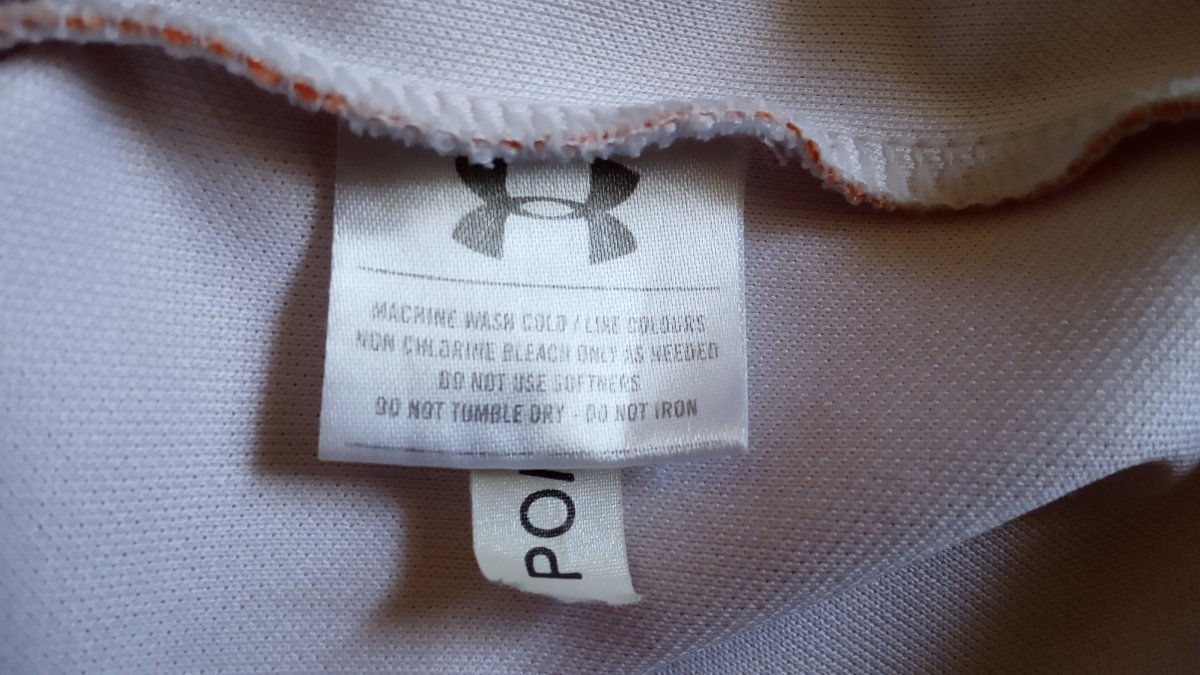 MACHINE WASH COLD / LIKE COLOURS
NON CHLORINE BLEACH ONLY AS NEEDED
DO NOT USE SOFTNERS
DO NOT TUMBLE DRY - DO NOT IRON
PO